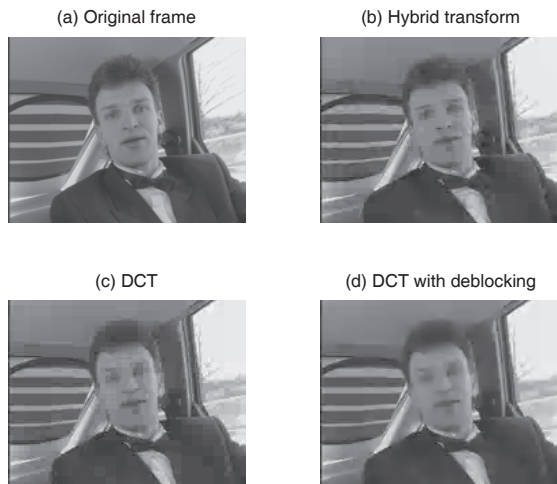 (a) Original frame
(b) Hybrid transform
(c) DCT
(d) DCT with deblocking